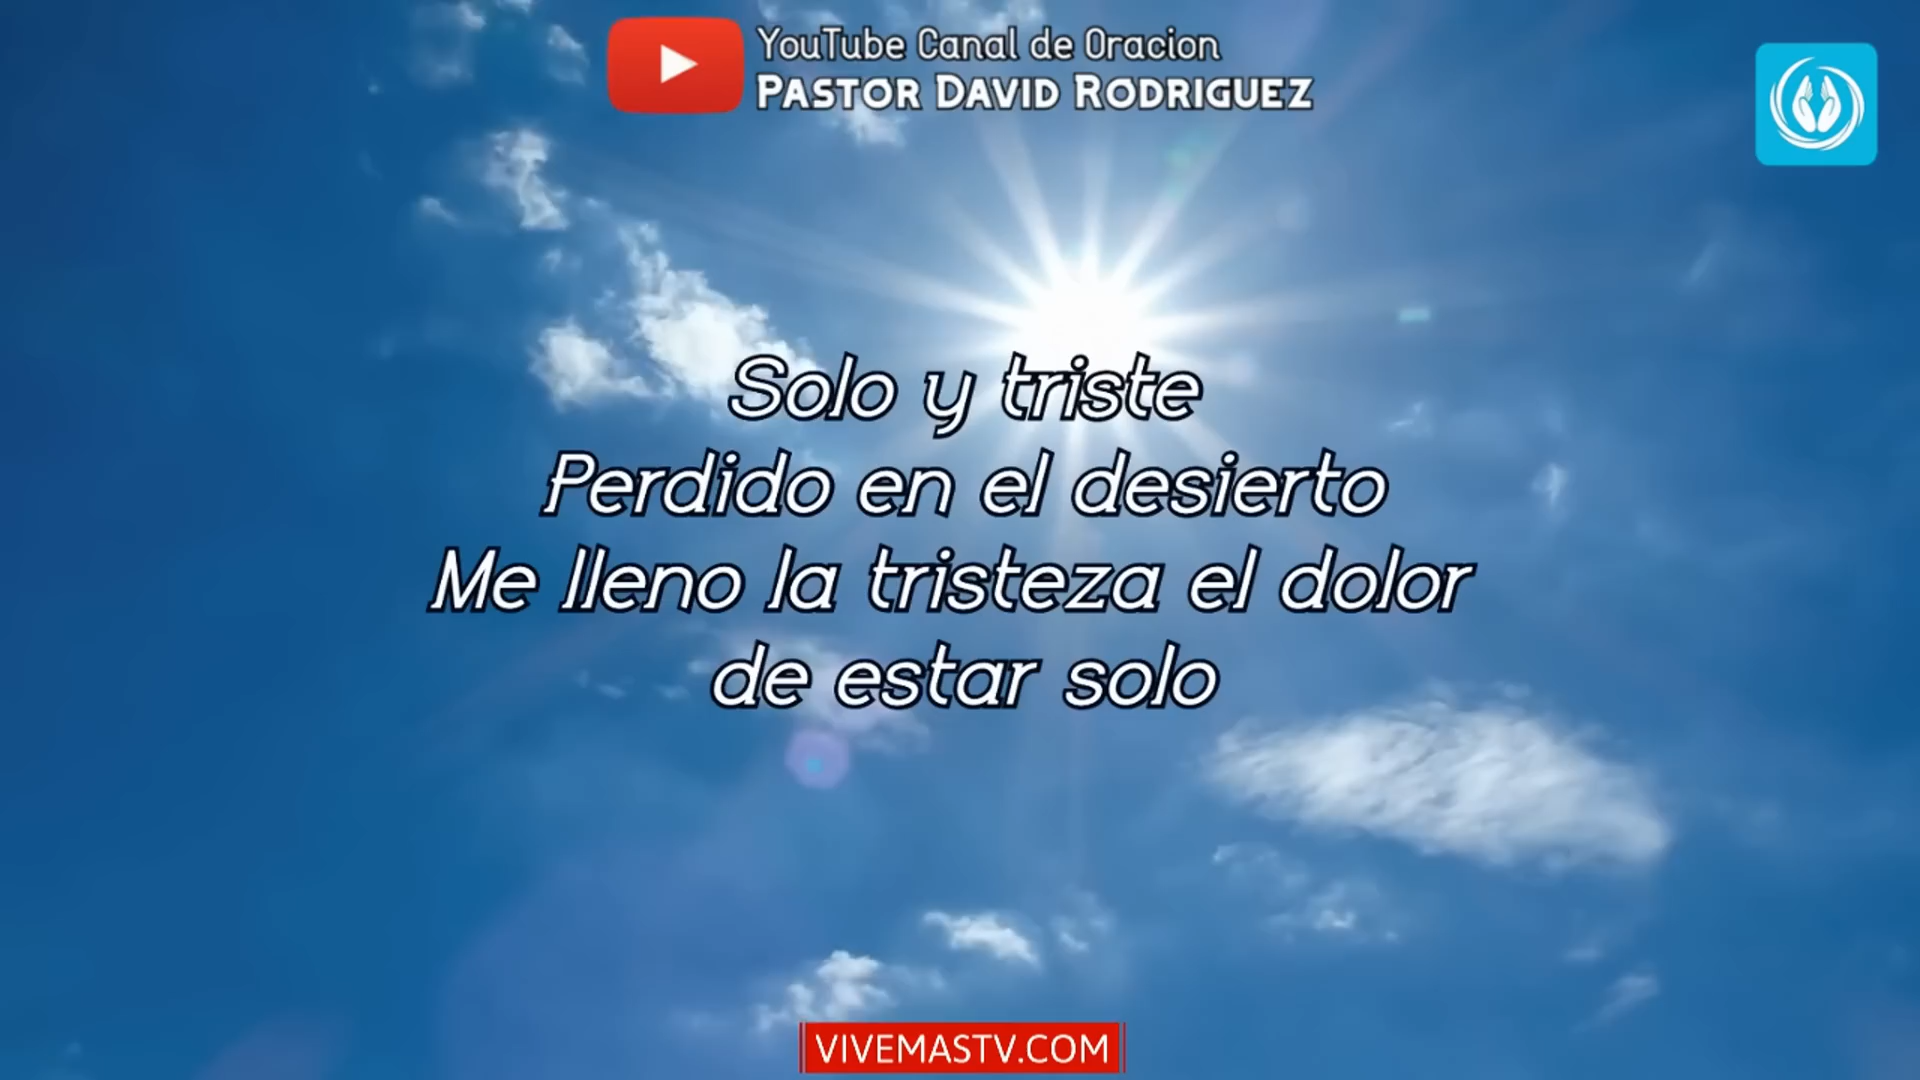 YouTube Canal de Oracion
PASTOR DAVID RODRIGUEZ
Solo y triste
Perdido en el desierto
Me lleno la tristeza el dolor
de estar solo
VIVEMASTV.COM